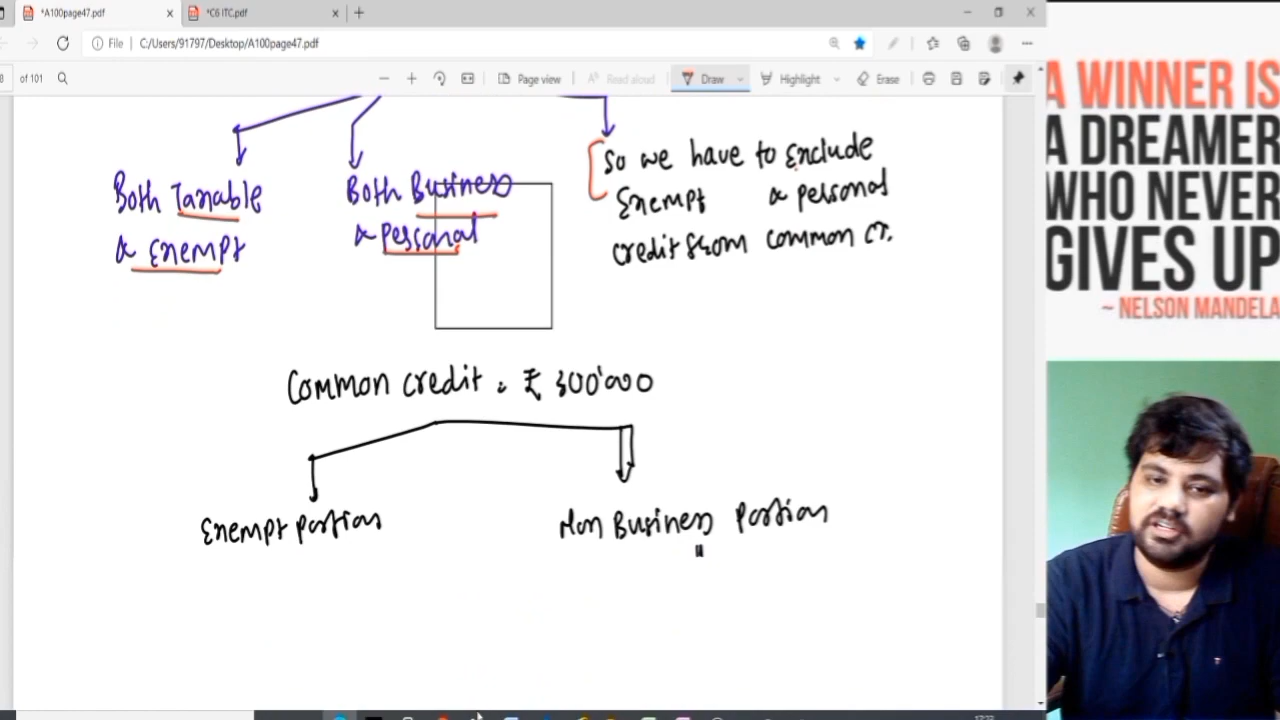 *A100page47.pdf
*C6 ITC.pdf
File C:/Users/91797/Desktop/A100page47.pdf
of 101
Page view
Read aloud
Draw
Highlight
Erase
Both Taxable
& Exempt
Both Business
& Personal
So we have to Exclude
Exempt & personal
credit from common cr.
Common credit : ₹ 300'000
Exempt portion
Non Business portion
A WINNER IS
A DREAMER
WHO NEVER
GIVES UP
~ NELSON MANDELA